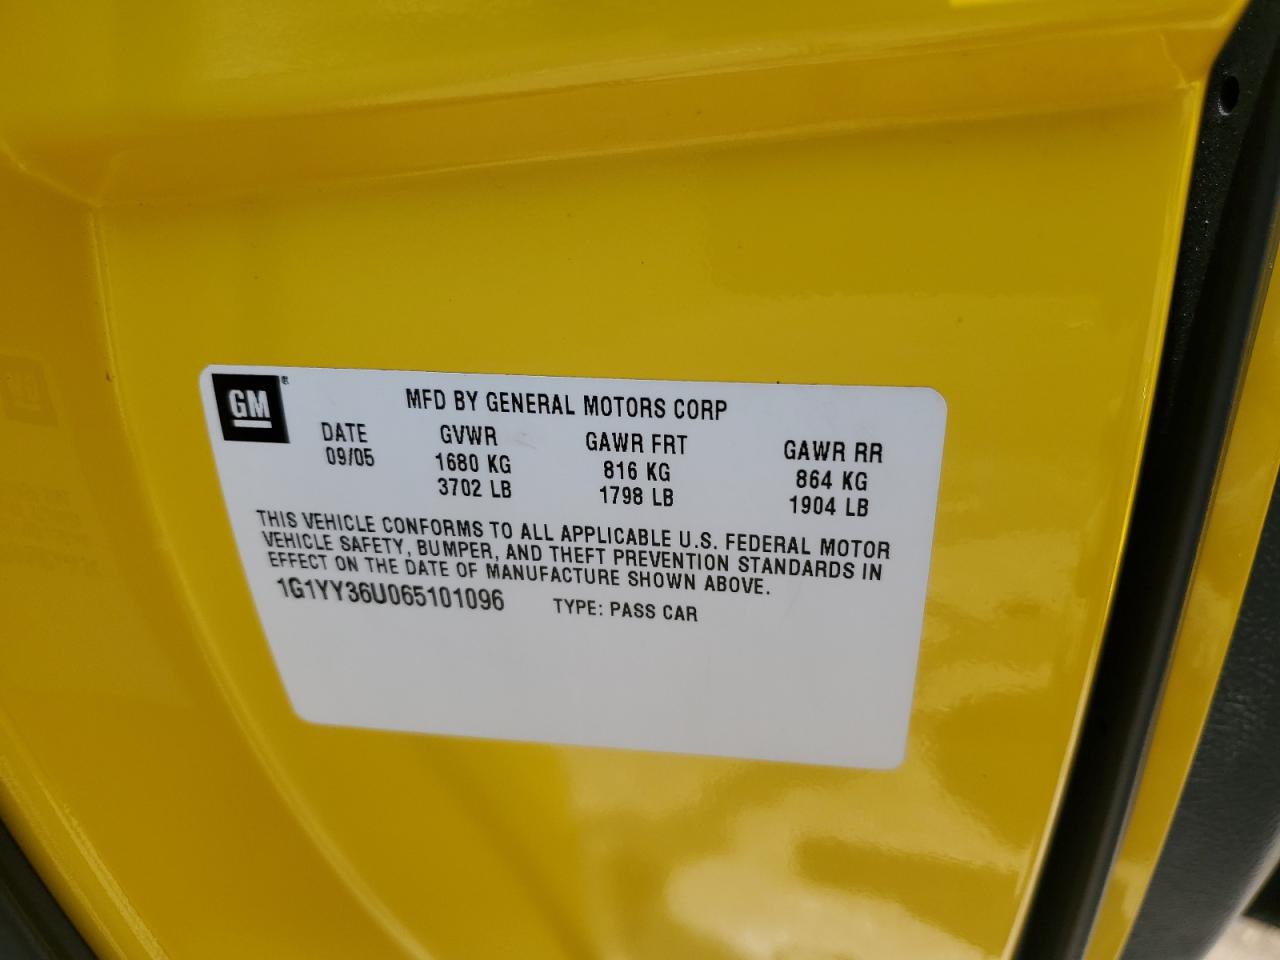 GM®
MFD BY GENERAL MOTORS CORP
DATE GVWR GAWR FRT GAWR RR
09/05 1680 KG 816 KG 864 KG
3702 LB 1798 LB 1904 LB
THIS VEHICLE CONFORMS TO ALL APPLICABLE U.S. FEDERAL MOTOR
VEHICLE SAFETY, BUMPER, AND THEFT PREVENTION STANDARDS IN
EFFECT ON THE DATE OF MANUFACTURE SHOWN ABOVE.
1G1YY36U065101096 TYPE: PASS CAR